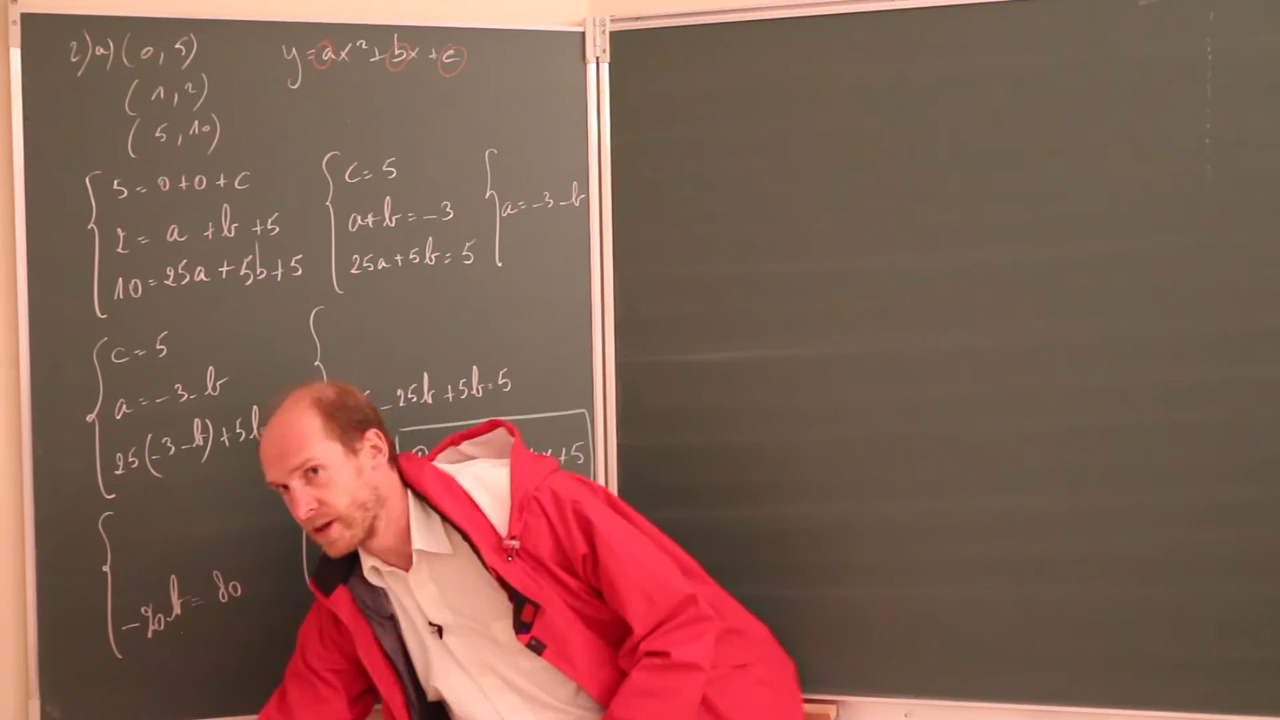 2) a) (0, 5)
y = ax² + bx + c
(1, 2)
(5, 10)
5 = 0 + 0 + c
2 = a + b + 5
10 = 25a + 5b + 5
c = 5
a + b = -3
25a + 5b = 5
a = -3 - b
c = 5
a = -3 - b
25(-3 - b) + 5b
- 25b + 5b = 5
x + 5
-20b = 80